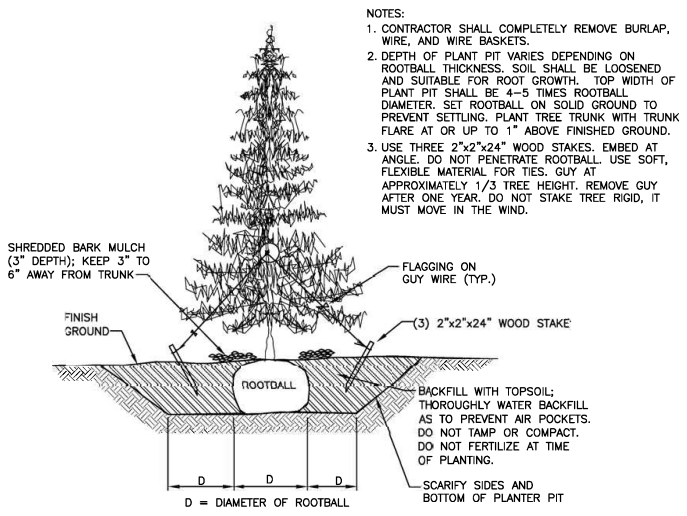 NOTES:
1. CONTRACTOR SHALL COMPLETELY REMOVE BURLAP,
WIRE, AND WIRE BASKETS.
2. DEPTH OF PLANT PIT VARIES DEPENDING ON
ROOTBALL THICKNESS. SOIL SHALL BE LOOSENED
AND SUITABLE FOR ROOT GROWTH. TOP WIDTH OF
PLANT PIT SHALL BE 4-5 TIMES ROOTBALL
DIAMETER. SET ROOTBALL ON SOLID GROUND TO
PREVENT SETTLING. PLANT TREE TRUNK WITH TRUNK
FLARE AT OR UP TO 1" ABOVE FINISHED GROUND.
3. USE THREE 2"x2"x24" WOOD STAKES. EMBED AT
ANGLE. DO NOT PENETRATE ROOTBALL. USE SOFT,
FLEXIBLE MATERIAL FOR TIES. GUY AT
APPROXIMATELY 1/3 TREE HEIGHT. REMOVE GUY
AFTER ONE YEAR. DO NOT STAKE TREE RIGID, IT
MUST MOVE IN THE WIND.
SHREDDED BARK MULCH
(3" DEPTH); KEEP 3" TO
6" AWAY FROM TRUNK
FLAGGING ON
GUY WIRE (TYP.)
FINISH
GROUND
(3) 2"x2"x24" WOOD STAKE
ROOTBALL
BACKFILL WITH TOPSOIL;
THOROUGHLY WATER BACKFILL
AS TO PREVENT AIR POCKETS.
DO NOT TAMP OR COMPACT.
DO NOT FERTILIZE AT TIME
OF PLANTING.
D D D
SCARIFY SIDES AND
BOTTOM OF PLANTER PIT
D = DIAMETER OF ROOTBALL